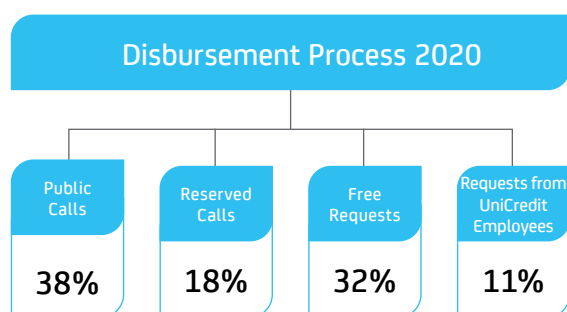 Disbursement Process 2020
Public
Calls
38%
Reserved
Calls
18%
Free
Requests
32%
Requests from
UniCredit
Employees
11%